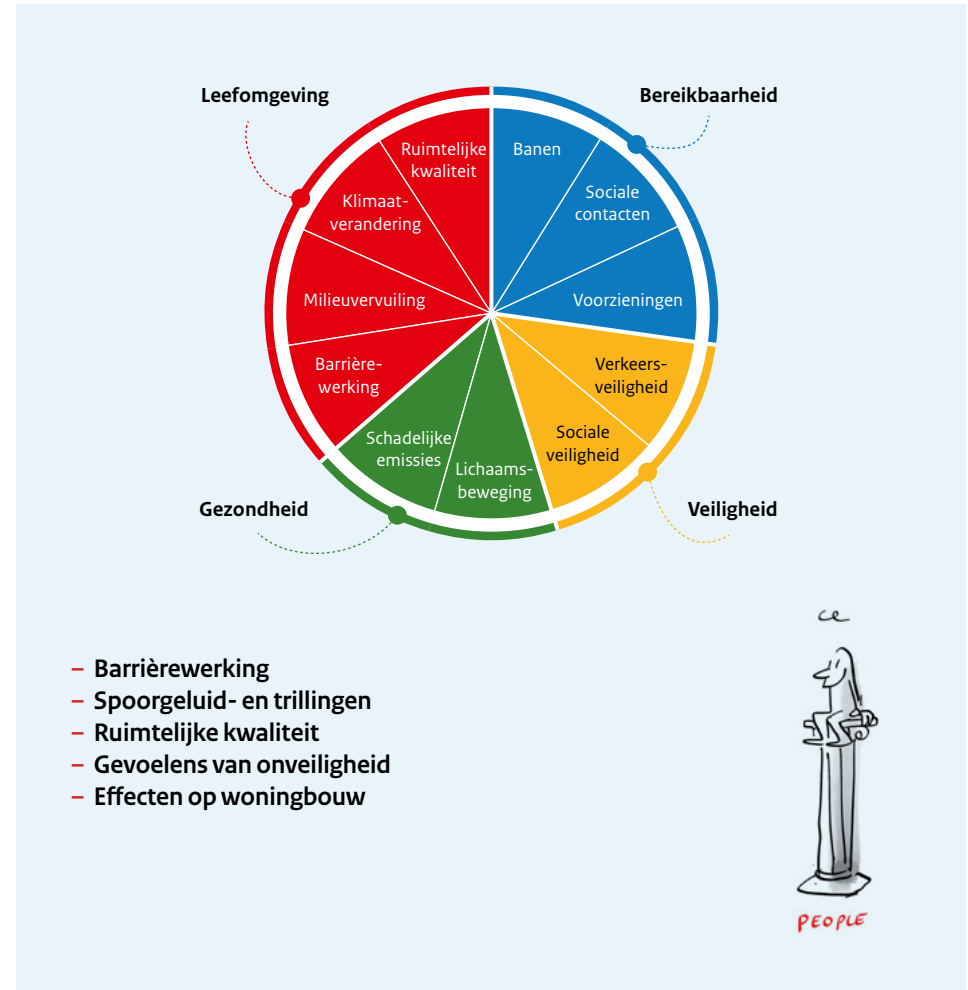 Leefomgeving
Bereikbaarheid
Ruimtelijke
kwaliteit
Banen
Klimaat-
verandering
Sociale
contacten
Milieuvervuiling
Voorzieningen
Barrière-
werking
Verkeers-
veiligheid
Schadelijke
emissies
Sociale
veiligheid
Lichaams-
beweging
Gezondheid
Veiligheid
ce
– Barrièrewerking
– Spoorgeluid- en trillingen
– Ruimtelijke kwaliteit
– Gevoelens van onveiligheid
– Effecten op woningbouw
PEOPLE